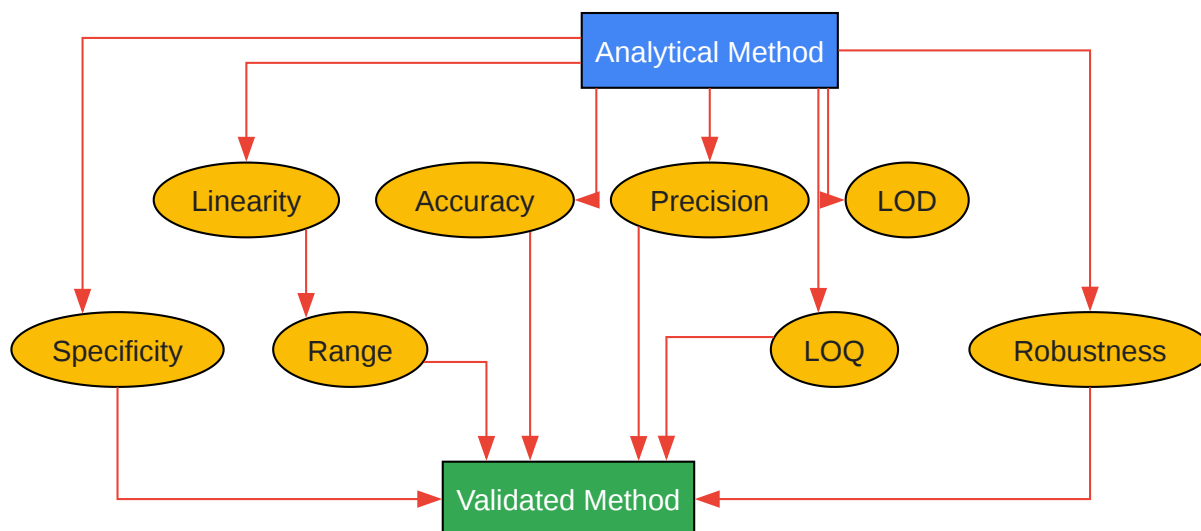 Analytical Method
Linearity
Accuracy
Precision
LOD
Specificity
Range
LOQ
Robustness
Validated Method